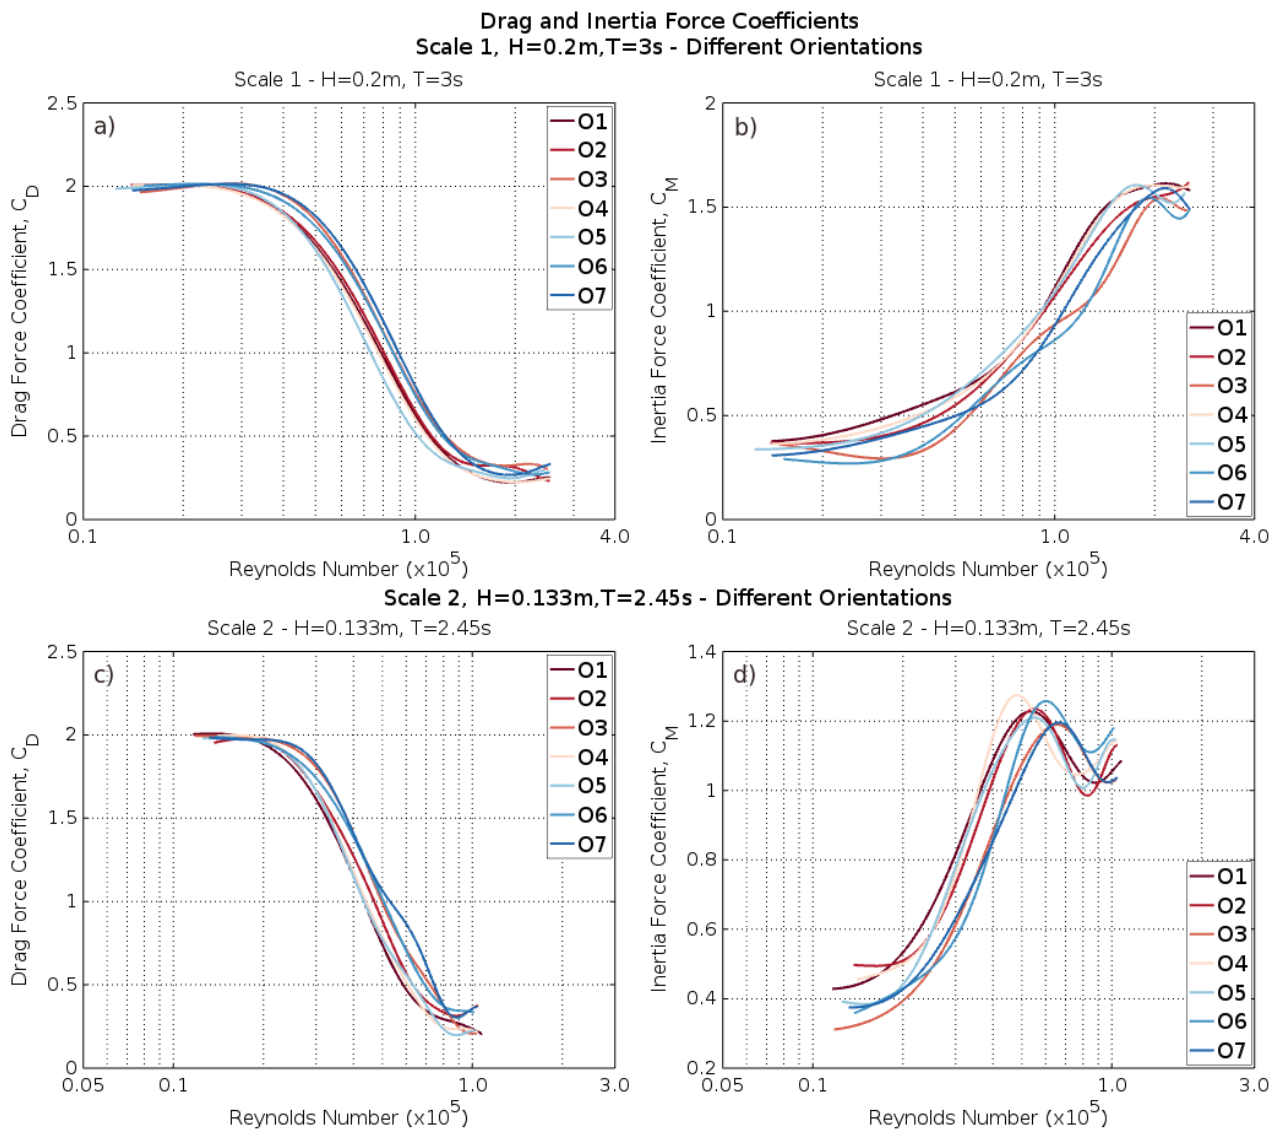 Drag and Inertia Force Coefficients
Scale 1, H=0.2m,T=3s - Different Orientations
Scale 1 - H=0.2m, T=3s
2.5
2
1.5
1
0.5
0
0.1
1.0
4.0
Drag Force Coefficient, C_D
Reynolds Number (x10^5)
a)
O1
O2
O3
O4
O5
O6
O7
Scale 1 - H=0.2m, T=3s
2
1.5
1
0.5
0
0.1
1.0
4.0
Inertia Force Coefficient, C_M
Reynolds Number (x10^5)
b)
O1
O2
O3
O4
O5
O6
O7
Scale 2, H=0.133m,T=2.45s - Different Orientations
Scale 2 - H=0.133m, T=2.45s
2.5
2
1.5
1
0.5
0
0.05
0.1
1.0
3.0
Drag Force Coefficient, C_D
Reynolds Number (x10^5)
c)
O1
O2
O3
O4
O5
O6
O7
Scale 2 - H=0.133m, T=2.45s
1.4
1.2
1
0.8
0.6
0.4
0.2
0.05
0.1
1.0
3.0
Inertia Force Coefficient, C_M
Reynolds Number (x10^5)
d)
O1
O2
O3
O4
O5
O6
O7